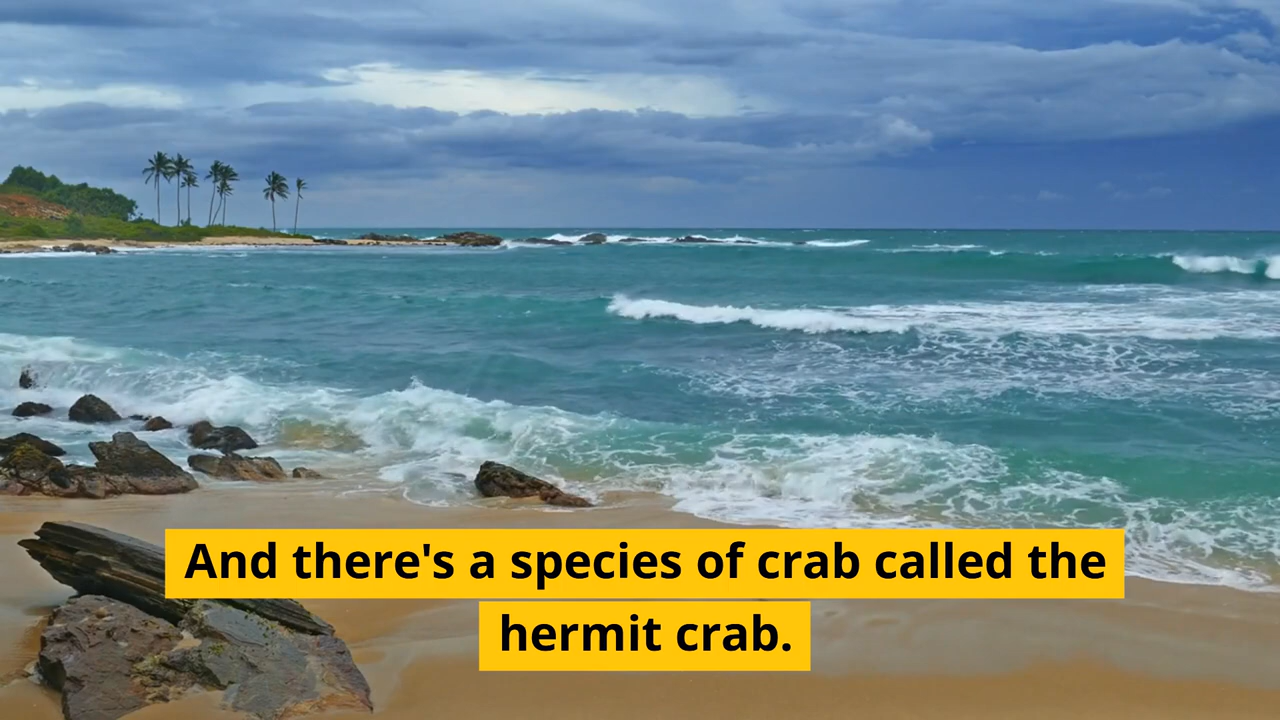 And there's a species of crab called the
hermit crab.